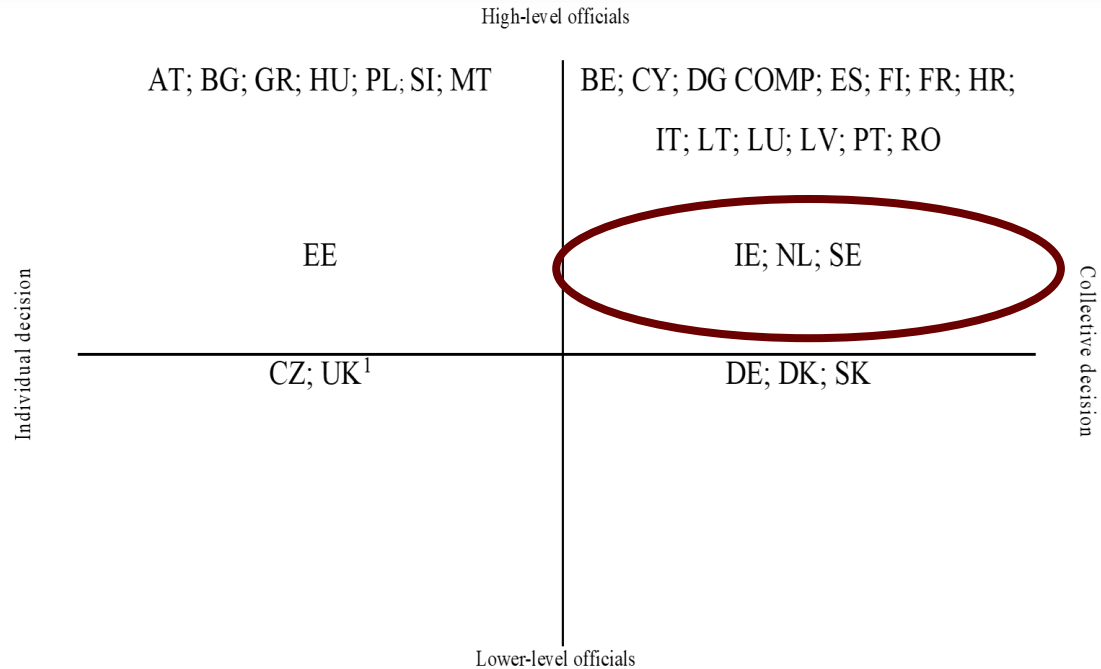 High-level officials
AT; BG; GR; HU; PL; SI; MT
BE; CY; DG COMP; ES; FI; FR; HR;
IT; LT; LU; LV; PT; RO
EE
IE; NL; SE
Individual decision
Collective decision
CZ; UK¹
DE; DK; SK
Lower-level officials